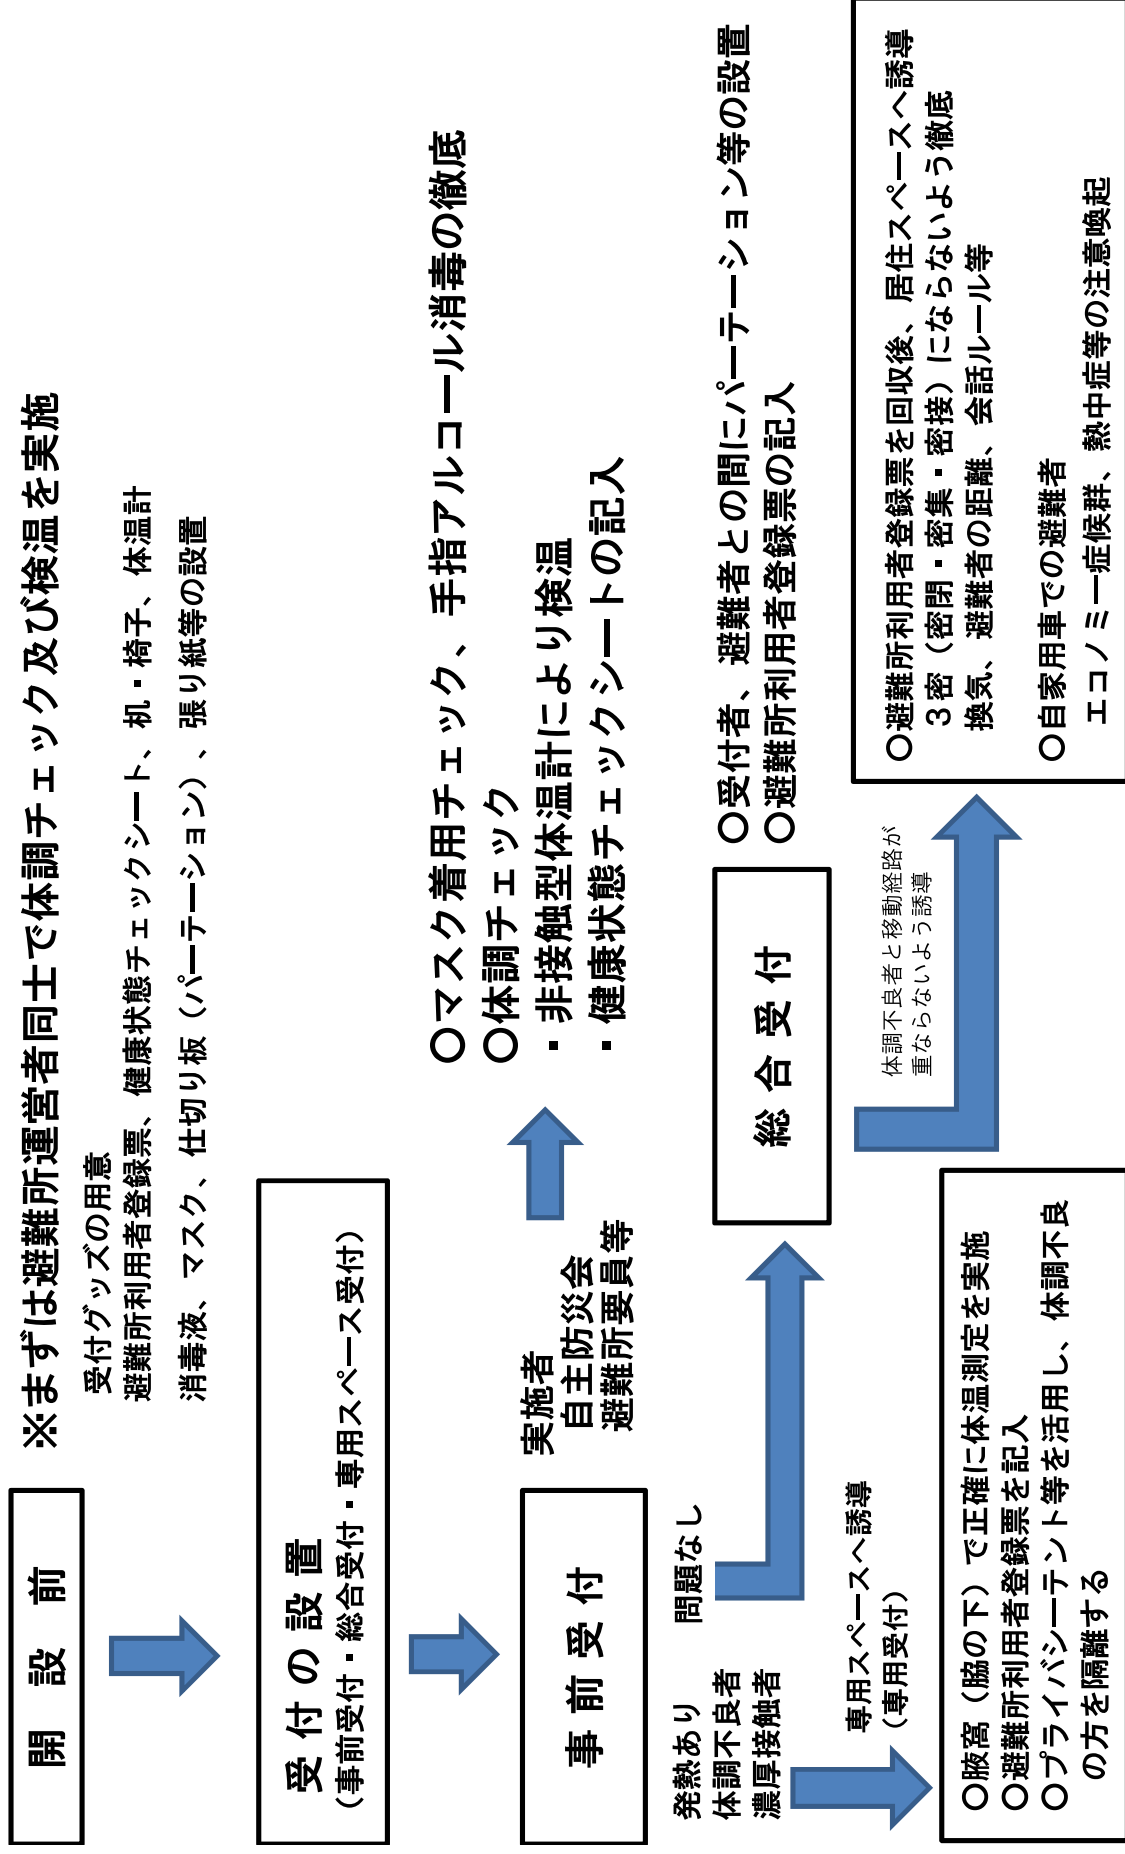 開　設　前
※まずは避難所運営者同士で体調チェック及び検温を実施
受付グッズの用意
避難所利用者登録票、健康状態チェックシート、机・椅子、体温計
消毒液、マスク、仕切り板（パーテーション）、張り紙等の設置
受 付 の 設 置
（事前受付・総合受付・専用スペース受付）
事 前 受 付
実施者
自主防災会
避難所要員等
○マスク着用チェック、手指アルコール消毒の徹底
○体調チェック
・非接触型体温計により検温
・健康状態チェックシートの記入
発熱あり
体調不良者
濃厚接触者
問題なし
総 合 受 付
○受付者、避難者との間にパーテーション等の設置
○避難所利用者登録票の記入
専用スペースへ誘導
（専用受付）
体調不良者と移動経路が
重ならないよう誘導
○腋窩（脇の下）で正確に体温測定を実施
○避難所利用者登録票を記入
○プライバシーテント等を活用し、体調不良
の方を隔離する
○避難所利用者登録票を回収後、居住スペースへ誘導
３密（密閉・密集・密接）にならないよう徹底
換気、避難者の距離、会話ルール等
○自家用車での避難者
エコノミー症候群、熱中症等の注意喚起